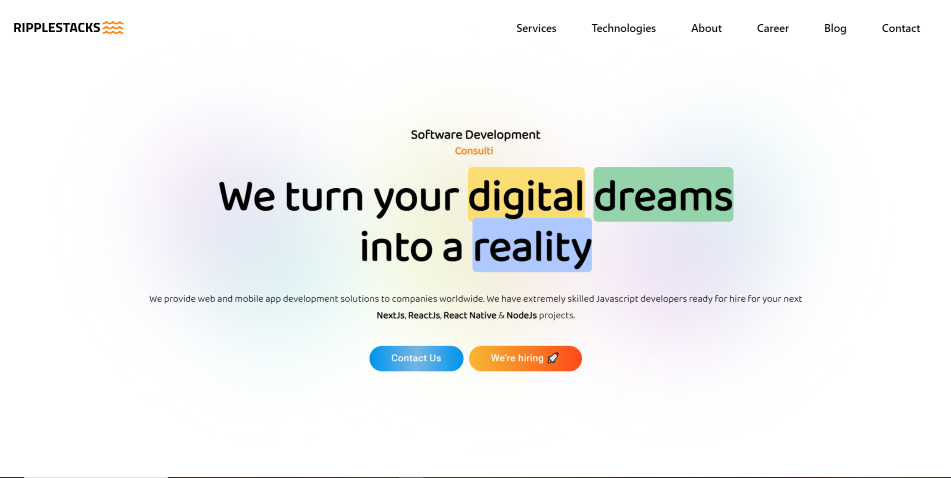 RIPPLESTACKS
Services Technologies About Career Blog Contact
Software Development
Consulti
We turn your digital dreams
into a reality
We provide web and mobile app development solutions to companies worldwide. We have extremely skilled Javascript developers ready for hire for your next
NextJs, ReactJs, React Native & NodeJs projects.
Contact Us We're hiring 🚀